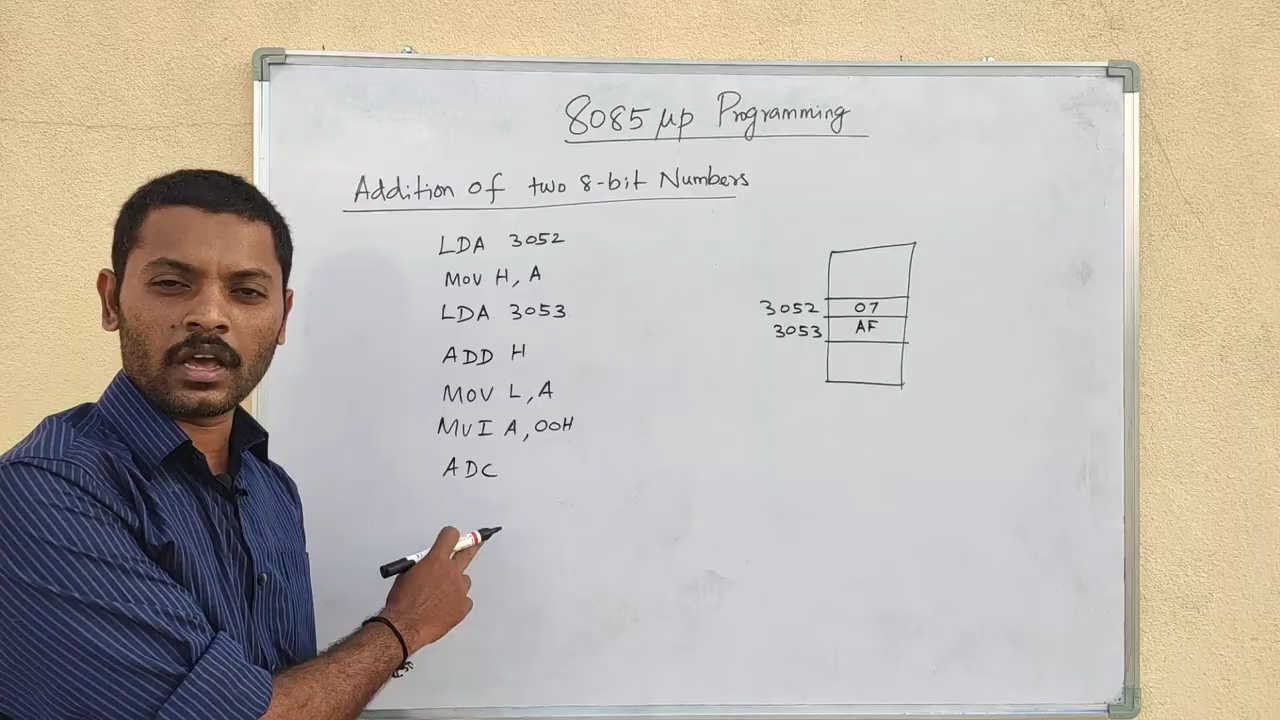 8085 μp Programming
Addition of two 8-bit Numbers
LDA 3052
MOV H, A
LDA 3053
ADD H
MOV L, A
MVI A, 00H
ADC
3052 07
3053 AF